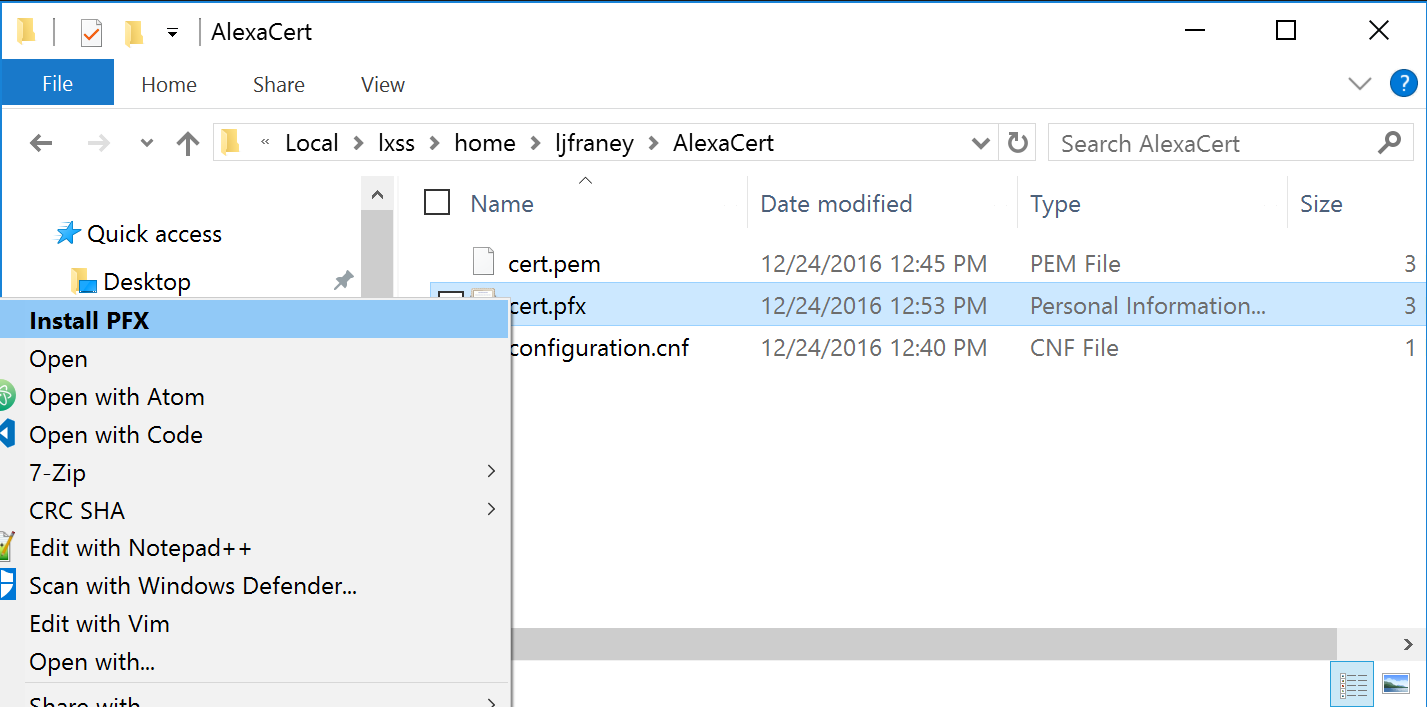 AlexaCert
File Home Share View
?
« Local > lxss > home > ljfraney > AlexaCert Search AlexaCert
Name Date modified Type Size
Quick access
Desktop
cert.pem 12/24/2016 12:45 PM PEM File 3
cert.pfx 12/24/2016 12:53 PM Personal Information... 3
configuration.cnf 12/24/2016 12:40 PM CNF File 1
Install PFX
Open
Open with Atom
Open with Code
7-Zip
CRC SHA
Edit with Notepad++
Scan with Windows Defender...
Edit with Vim
Open with...
Share with